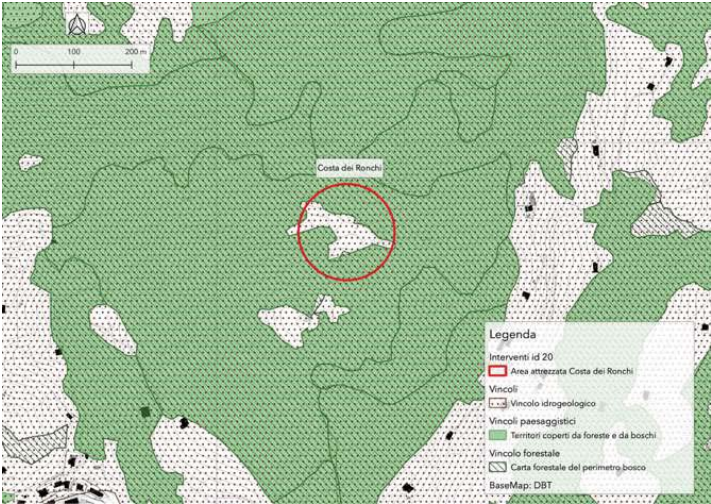 0 100 200 m
Costa dei Ronchi
Legenda
Interventi id 20
Area attrezzata Costa dei Ronchi
Vincoli
Vincolo idrogeologico
Vincoli paesaggistici
Territori coperti da foreste e da boschi
Vincolo forestale
Carta forestale del perimetro bosco
BaseMap: DBT